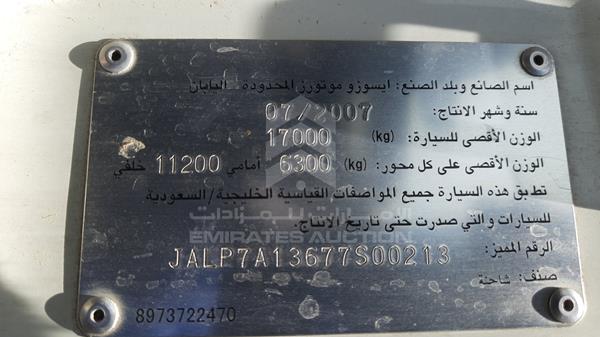 اسم الصانع وبلد الصنع: ايسوزو موتورز المحدودة - اليابان
سنة وشهر الانتاج: 07/2007
الوزن الأقصى للسيارة: (kg) 17000
الوزن الأقصى على كل محور: (kg) 6300 أمامي 11200 خلفي
تطبق هذه السيارة جميع المواصفات القياسية الخليجية/السعودية
الإمارات للمزادات
للسيارات والتي صدرت حتى تاريخ الانتاج.
EMIRATES AUCTION
الرقم المميز: JALP7A13677S00213
صنف: شاحنة
8973722470